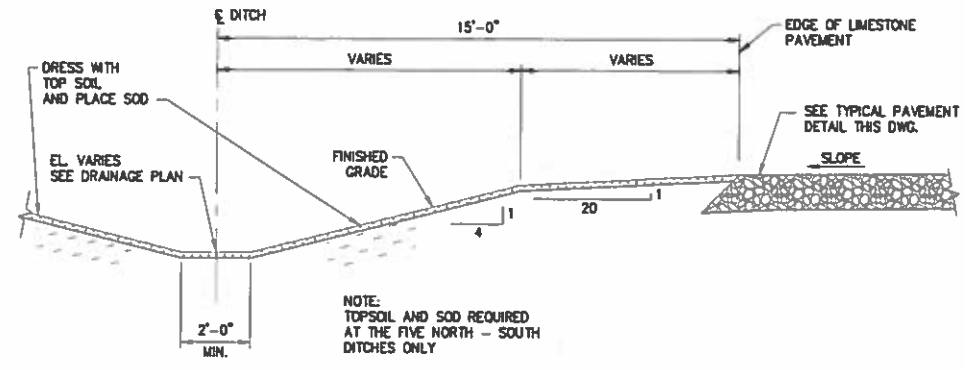 ℄ DITCH
15'-0"
EDGE OF LIMESTONE
PAVEMENT
VARIES
VARIES
DRESS WITH
TOP SOIL
AND PLACE SOD
SEE TYPICAL PAVEMENT
DETAIL THIS DWG.
EL. VARIES
SEE DRAINAGE PLAN
FINISHED
GRADE
SLOPE
1
4
1
20
2'-0"
MIN.
NOTE:
TOPSOIL AND SOD REQUIRED
AT THE FIVE NORTH - SOUTH
DITCHES ONLY